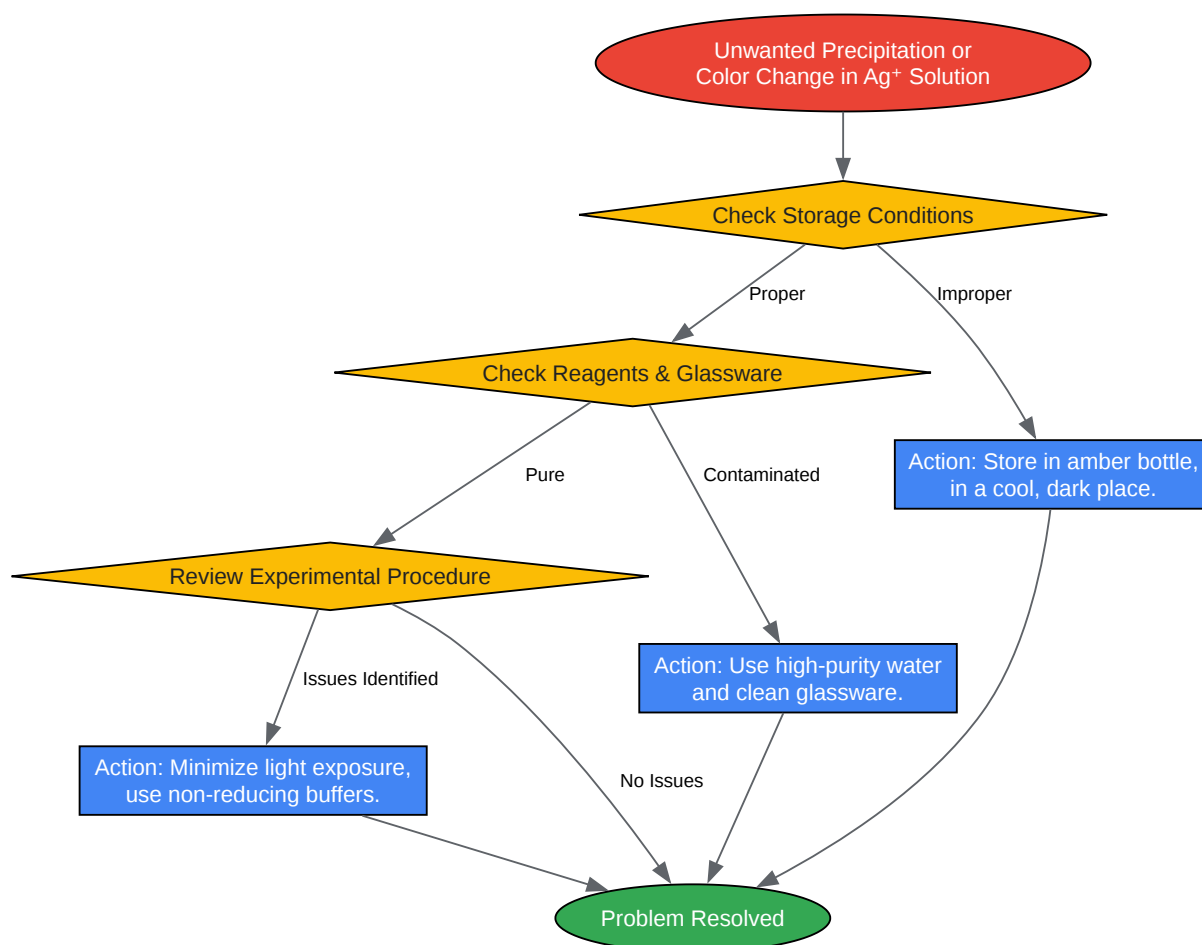 Unwanted Precipitation or
Color Change in Ag⁺ Solution
Check Storage Conditions
Proper
Improper
Check Reagents & Glassware
Action: Store in amber bottle,
in a cool, dark place.
Pure
Contaminated
Review Experimental Procedure
Action: Use high-purity water
and clean glassware.
Issues Identified
Action: Minimize light exposure,
use non-reducing buffers.
No Issues
Problem Resolved